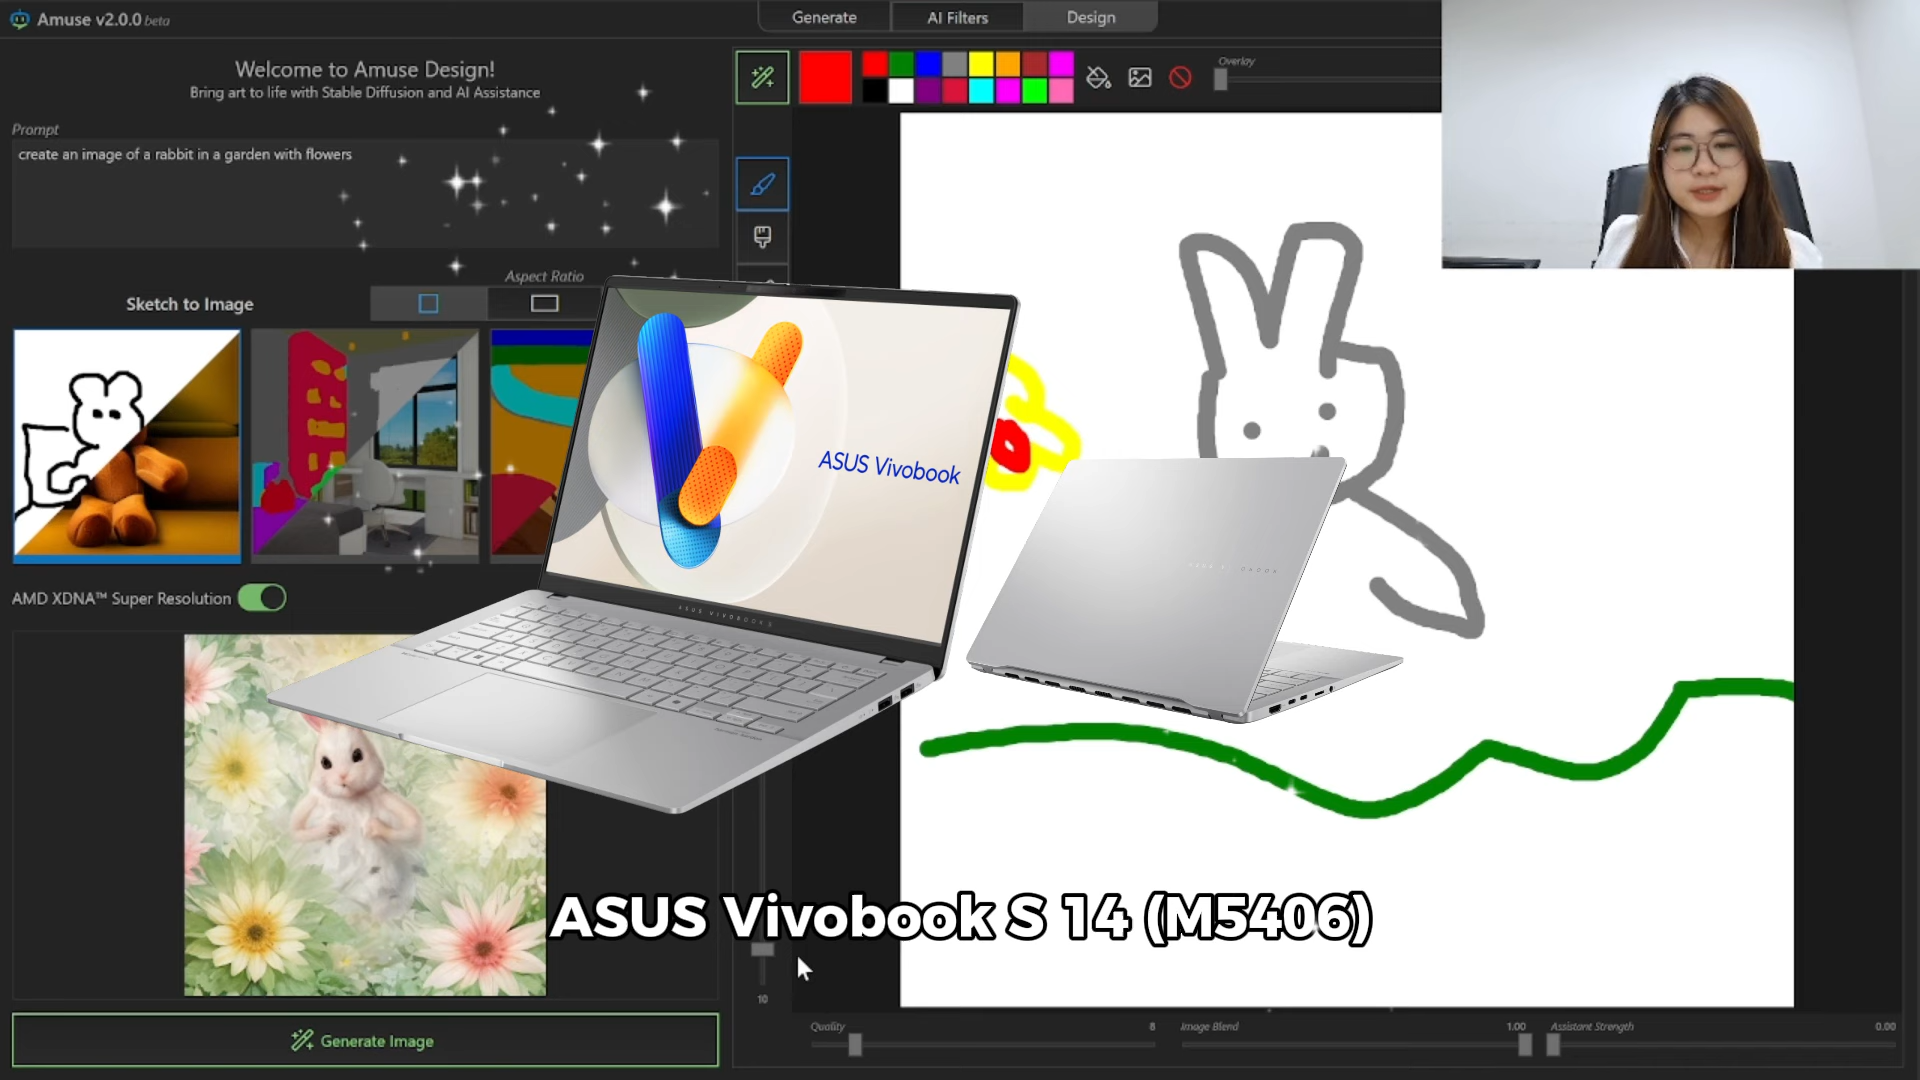 Amuse v2.0.0 beta
Generate
AI Filters
Design
Welcome to Amuse Design!
Bring art to life with Stable Diffusion and AI Assistance
Overlay
Prompt
create an image of a rabbit in a garden with flowers
Aspect Ratio
Sketch to Image
ASUS Vivobook
AMD XDNA™ Super Resolution
ASUS VIVOBOOK S
ASUS Vivobook S 14 (M5406)
10
Quality
8
Image Blend
1.00
Assistant Strength
0.00
Generate Image